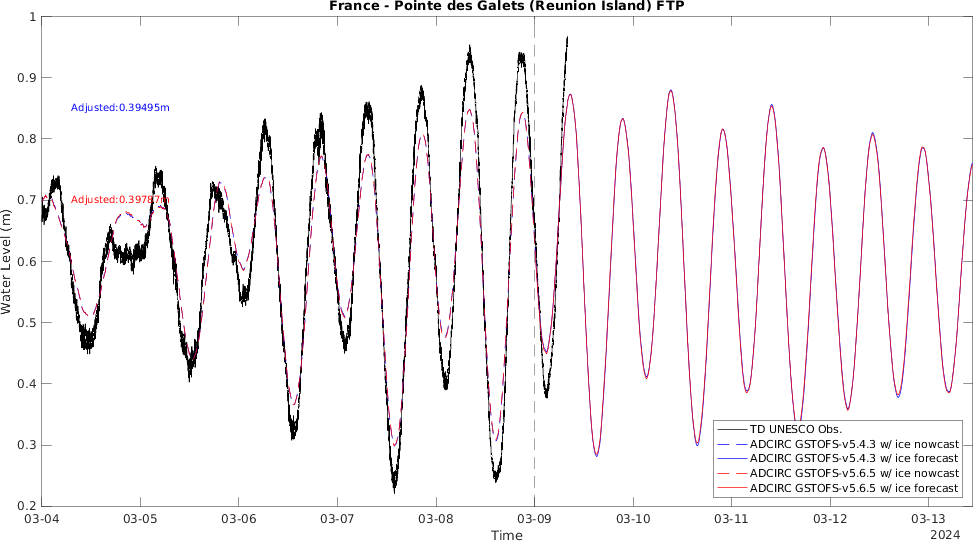 France - Pointe des Galets (Reunion Island) FTP
1
0.9
0.8
0.7
0.6
0.5
0.4
0.3
0.2
Water Level (m)
Adjusted:0.39495m
Adjusted:0.39787m
TD UNESCO Obs.
ADCIRC GSTOFS-v5.4.3 w/ ice nowcast
ADCIRC GSTOFS-v5.4.3 w/ ice forecast
ADCIRC GSTOFS-v5.6.5 w/ ice nowcast
ADCIRC GSTOFS-v5.6.5 w/ ice forecast
03-04 03-05 03-06 03-07 03-08 03-09 03-10 03-11 03-12 03-13
Time
2024